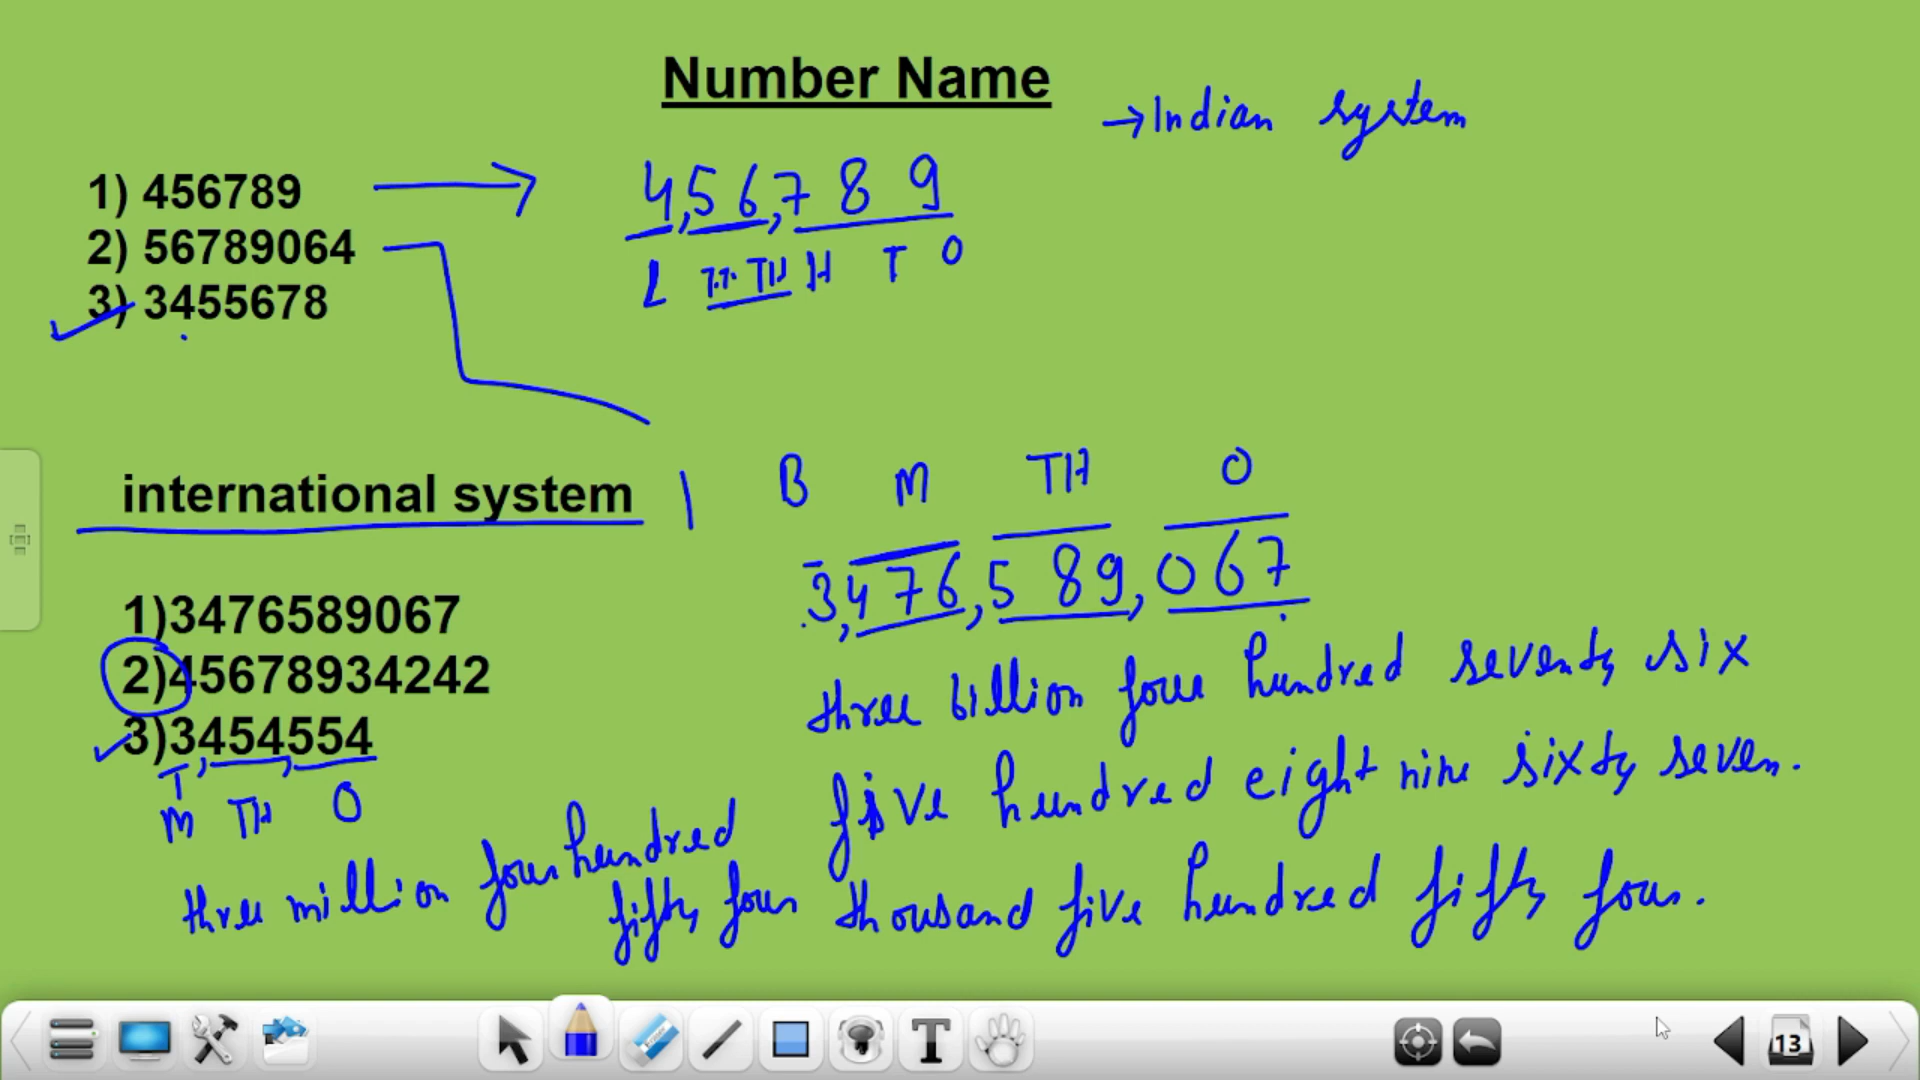 Number Name
→ Indian system
1) 456789
4,56,789
2) 56789064
L T.T. TH H T O
3) 3455678
international system
B M TH O
3,476,589,067
1)3476589067
2)45678934242
3)3454554
T
M TH O
three billion four hundred seventy six
five hundred eight nine sixty seven.
three million four hundred
fifty four thousand five hundred fifty four.
13